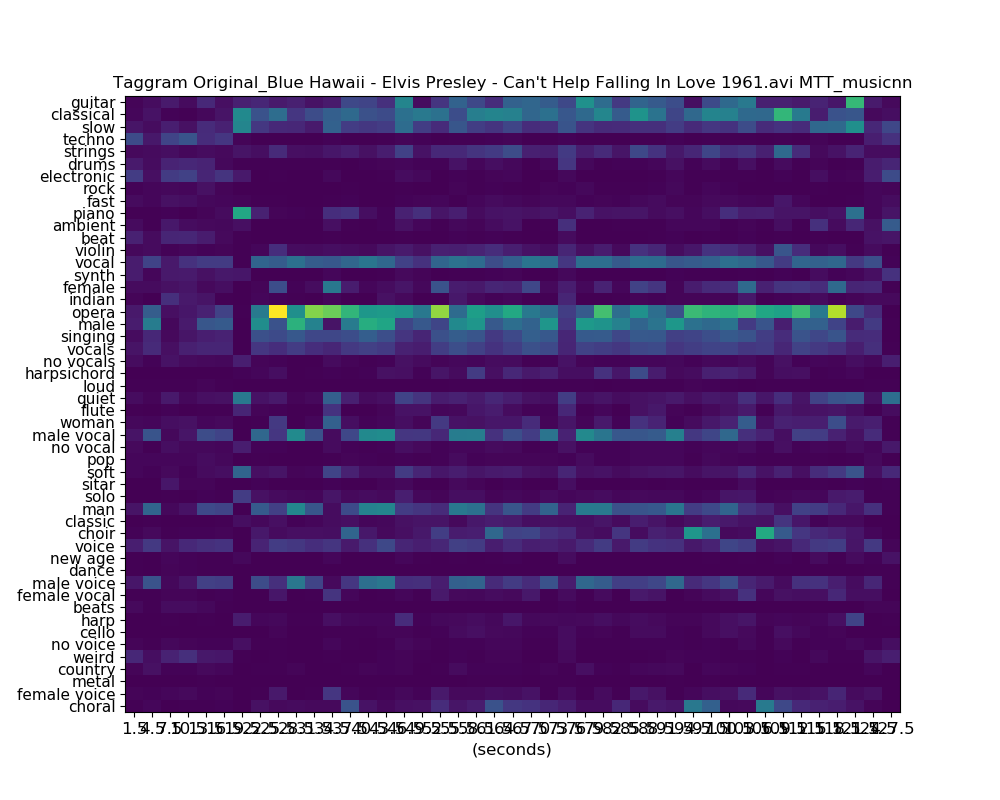 Taggram Original_Blue Hawaii - Elvis Presley - Can't Help Falling In Love 1961.avi MTT_musicnn
guitar
classical
slow
techno
strings
drums
electronic
rock
fast
piano
ambient
beat
violin
vocal
synth
female
indian
opera
male
singing
vocals
no vocals
harpsichord
loud
quiet
flute
woman
male vocal
no vocal
pop
soft
sitar
solo
man
classic
choir
voice
new age
dance
male voice
female vocal
beats
harp
cello
no voice
weird
country
metal
female voice
choral
(seconds)